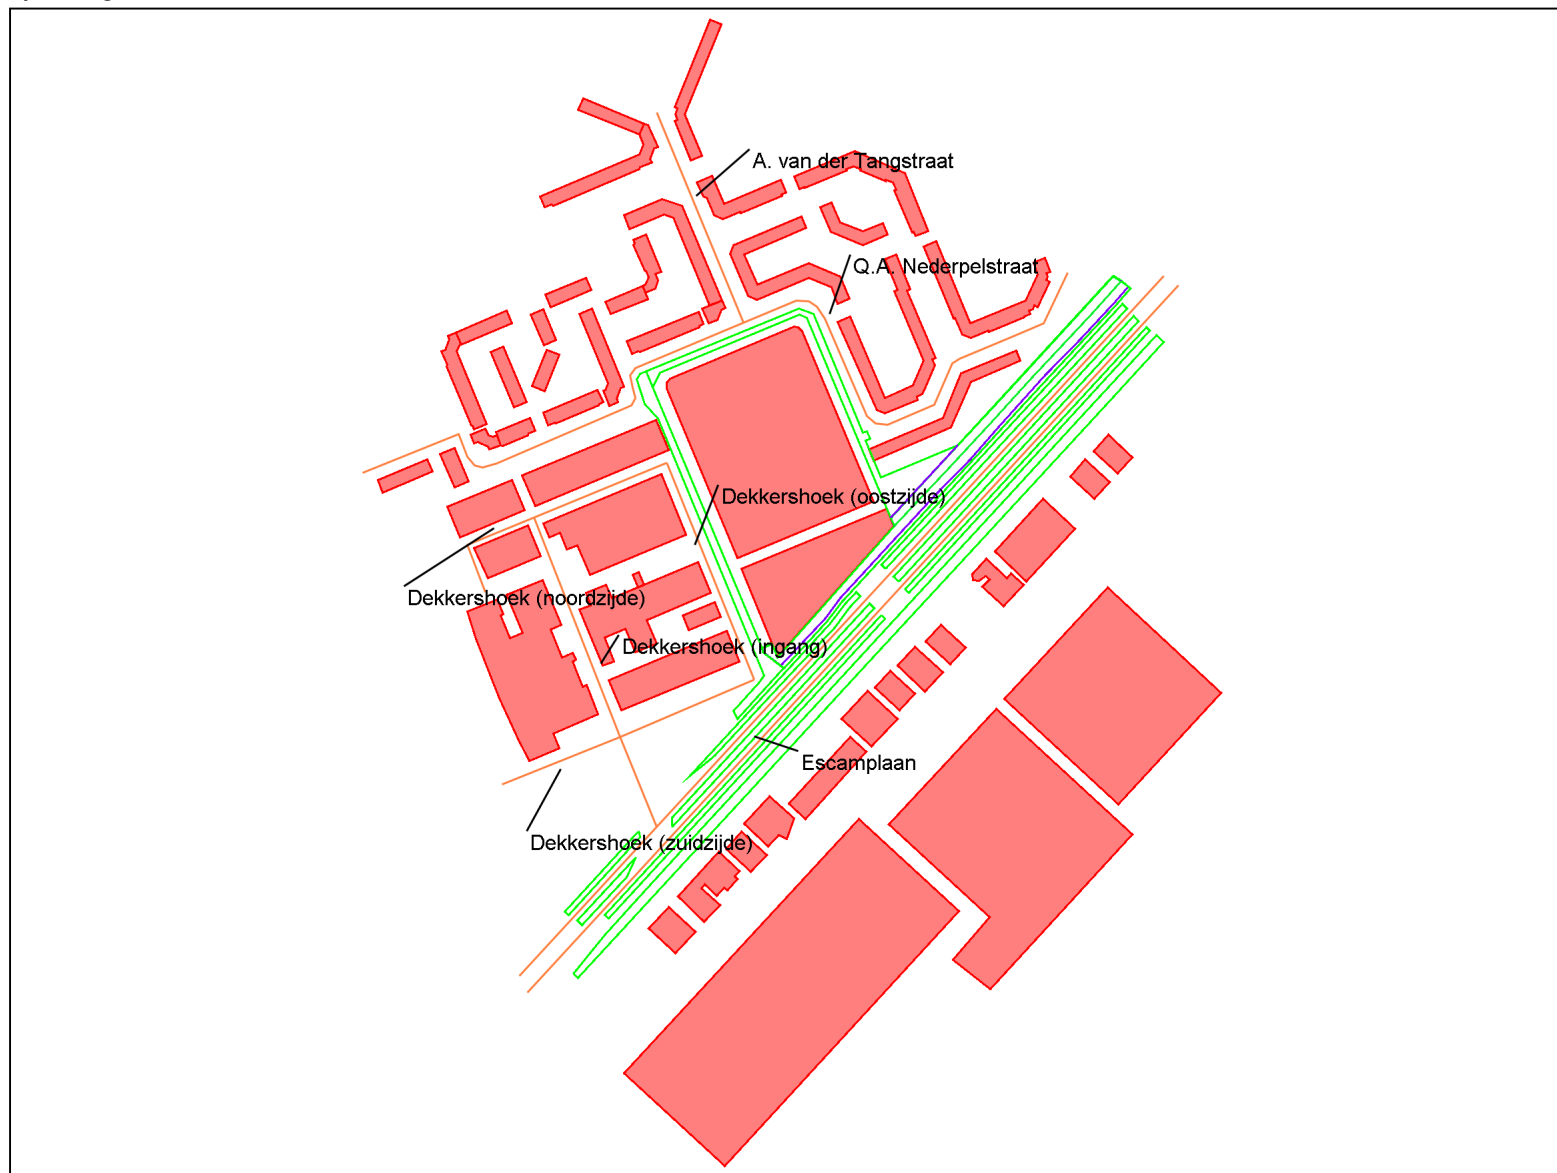 A. van der Tangstraat
Q.A. Nederpelstraat
Dekkershoek (oostzijde)
Dekkershoek (noordzijde)
Dekkershoek (ingang)
Escamplaan
Dekkershoek (zuidzijde)